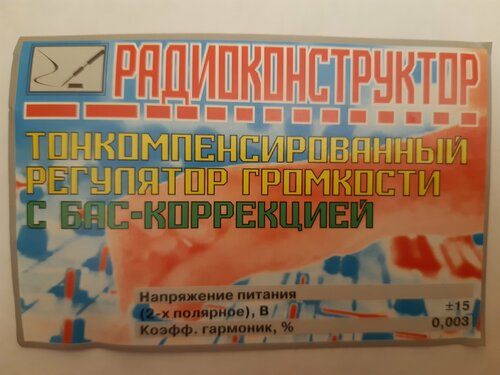 РАДИОКОНСТРУКТОР
ТОНКОМПЕНСИРОВАННЫЙ
РЕГУЛЯТОР ГРОМКОСТИ
С БАС-КОРРЕКЦИЕЙ
Напряжение питания
(2-х полярное), В ±15
Коэфф. гармоник, % 0,003